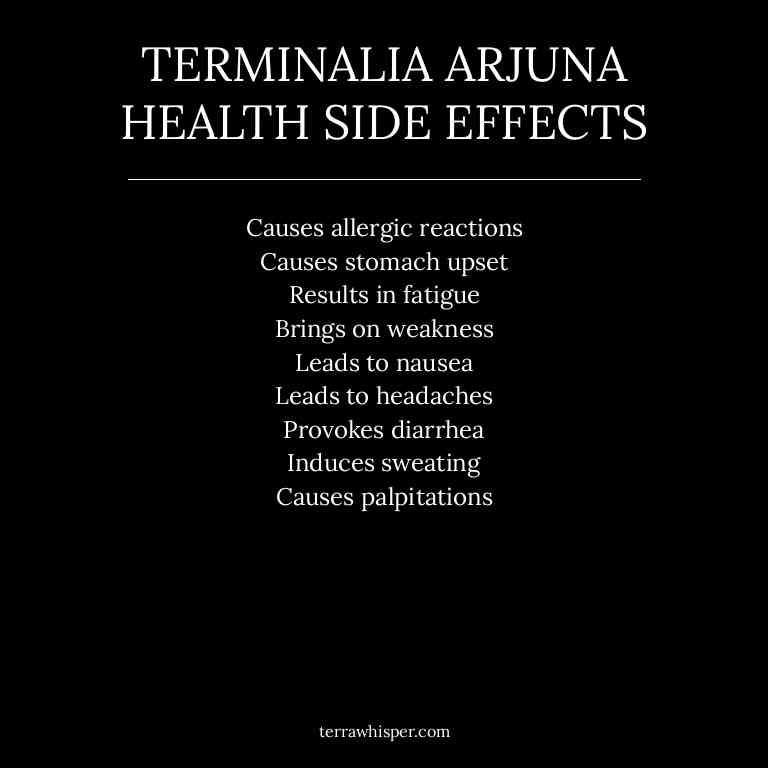 TERMINALIA ARJUNA
HEALTH SIDE EFFECTS
Causes allergic reactions
Causes stomach upset
Results in fatigue
Brings on weakness
Leads to nausea
Leads to headaches
Provokes diarrhea
Induces sweating
Causes palpitations
terrawhisper.com